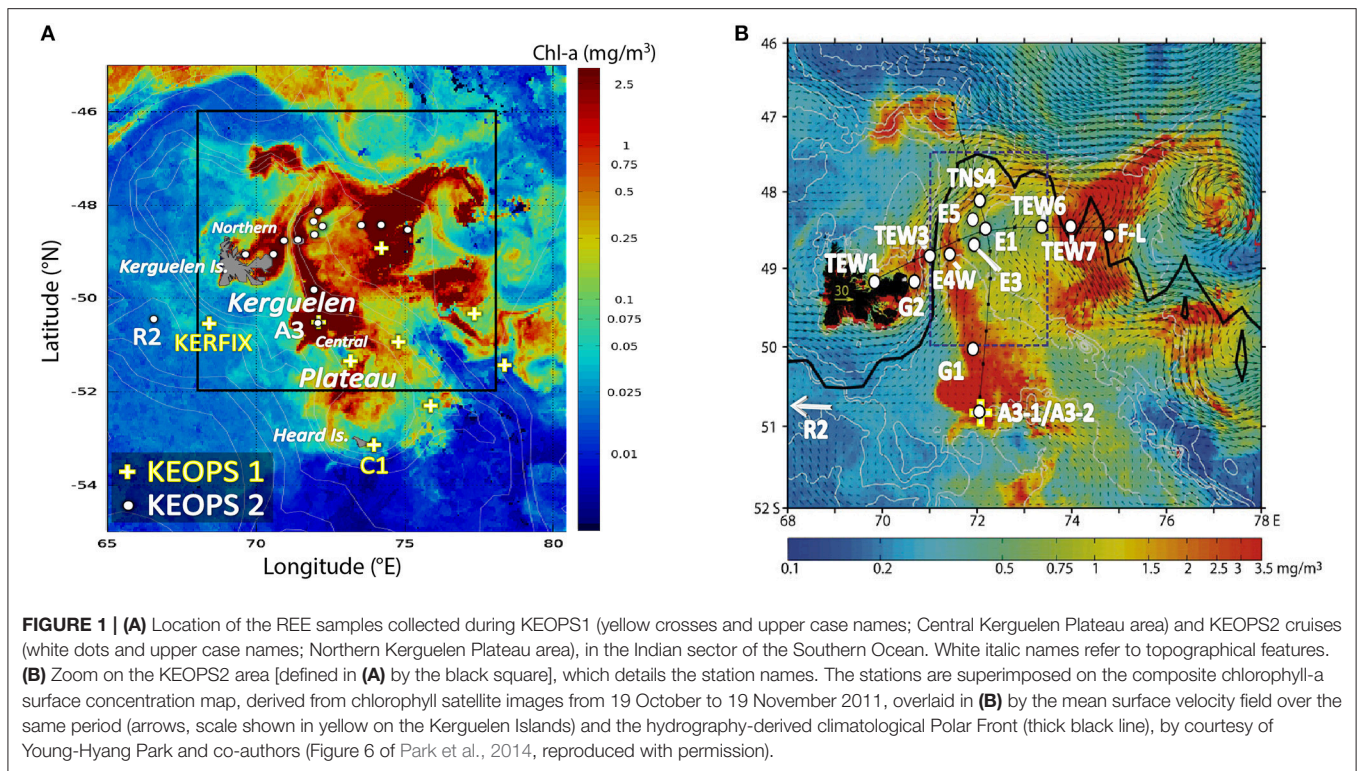 A
Chl-a (mg/m³)
2.5
1
0.75
0.5
0.25
0.1
0.075
0.05
0.025
0.01
-46
-48
-50
-52
-54
Latitude (°N)
65
70
75
80
Longitude (°E)
Northern
Kerguelen Is.
Kerguelen
R2
KERFIX
A3
Central
Plateau
Heard Is.
C1
KEOPS 1
KEOPS 2
B
46
47
48
49
50
51
52 S
68
70
72
74
76
78 E
TNS4
E5
TEW6
TEW3
E1
F-L
TEW7
TEW1
E4W
E3
30
G2
G1
A3-1/A3-2
R2
0.1
0.2
0.5
0.75
1
2
2.5
3
3.5
mg/m³
FIGURE 1 | (A) Location of the REE samples collected during KEOPS1 (yellow crosses and upper case names; Central Kerguelen Plateau area) and KEOPS2 cruises
(white dots and upper case names; Northern Kerguelen Plateau area), in the Indian sector of the Southern Ocean. White italic names refer to topographical features.
(B) Zoom on the KEOPS2 area [defined in (A) by the black square], which details the station names. The stations are superimposed on the composite chlorophyll-a
surface concentration map, derived from chlorophyll satellite images from 19 October to 19 November 2011, overlaid in (B) by the mean surface velocity field over the
same period (arrows, scale shown in yellow on the Kerguelen Islands) and the hydrography-derived climatological Polar Front (thick black line), by courtesy of
Young-Hyang Park and co-authors (Figure 6 of Park et al., 2014, reproduced with permission).